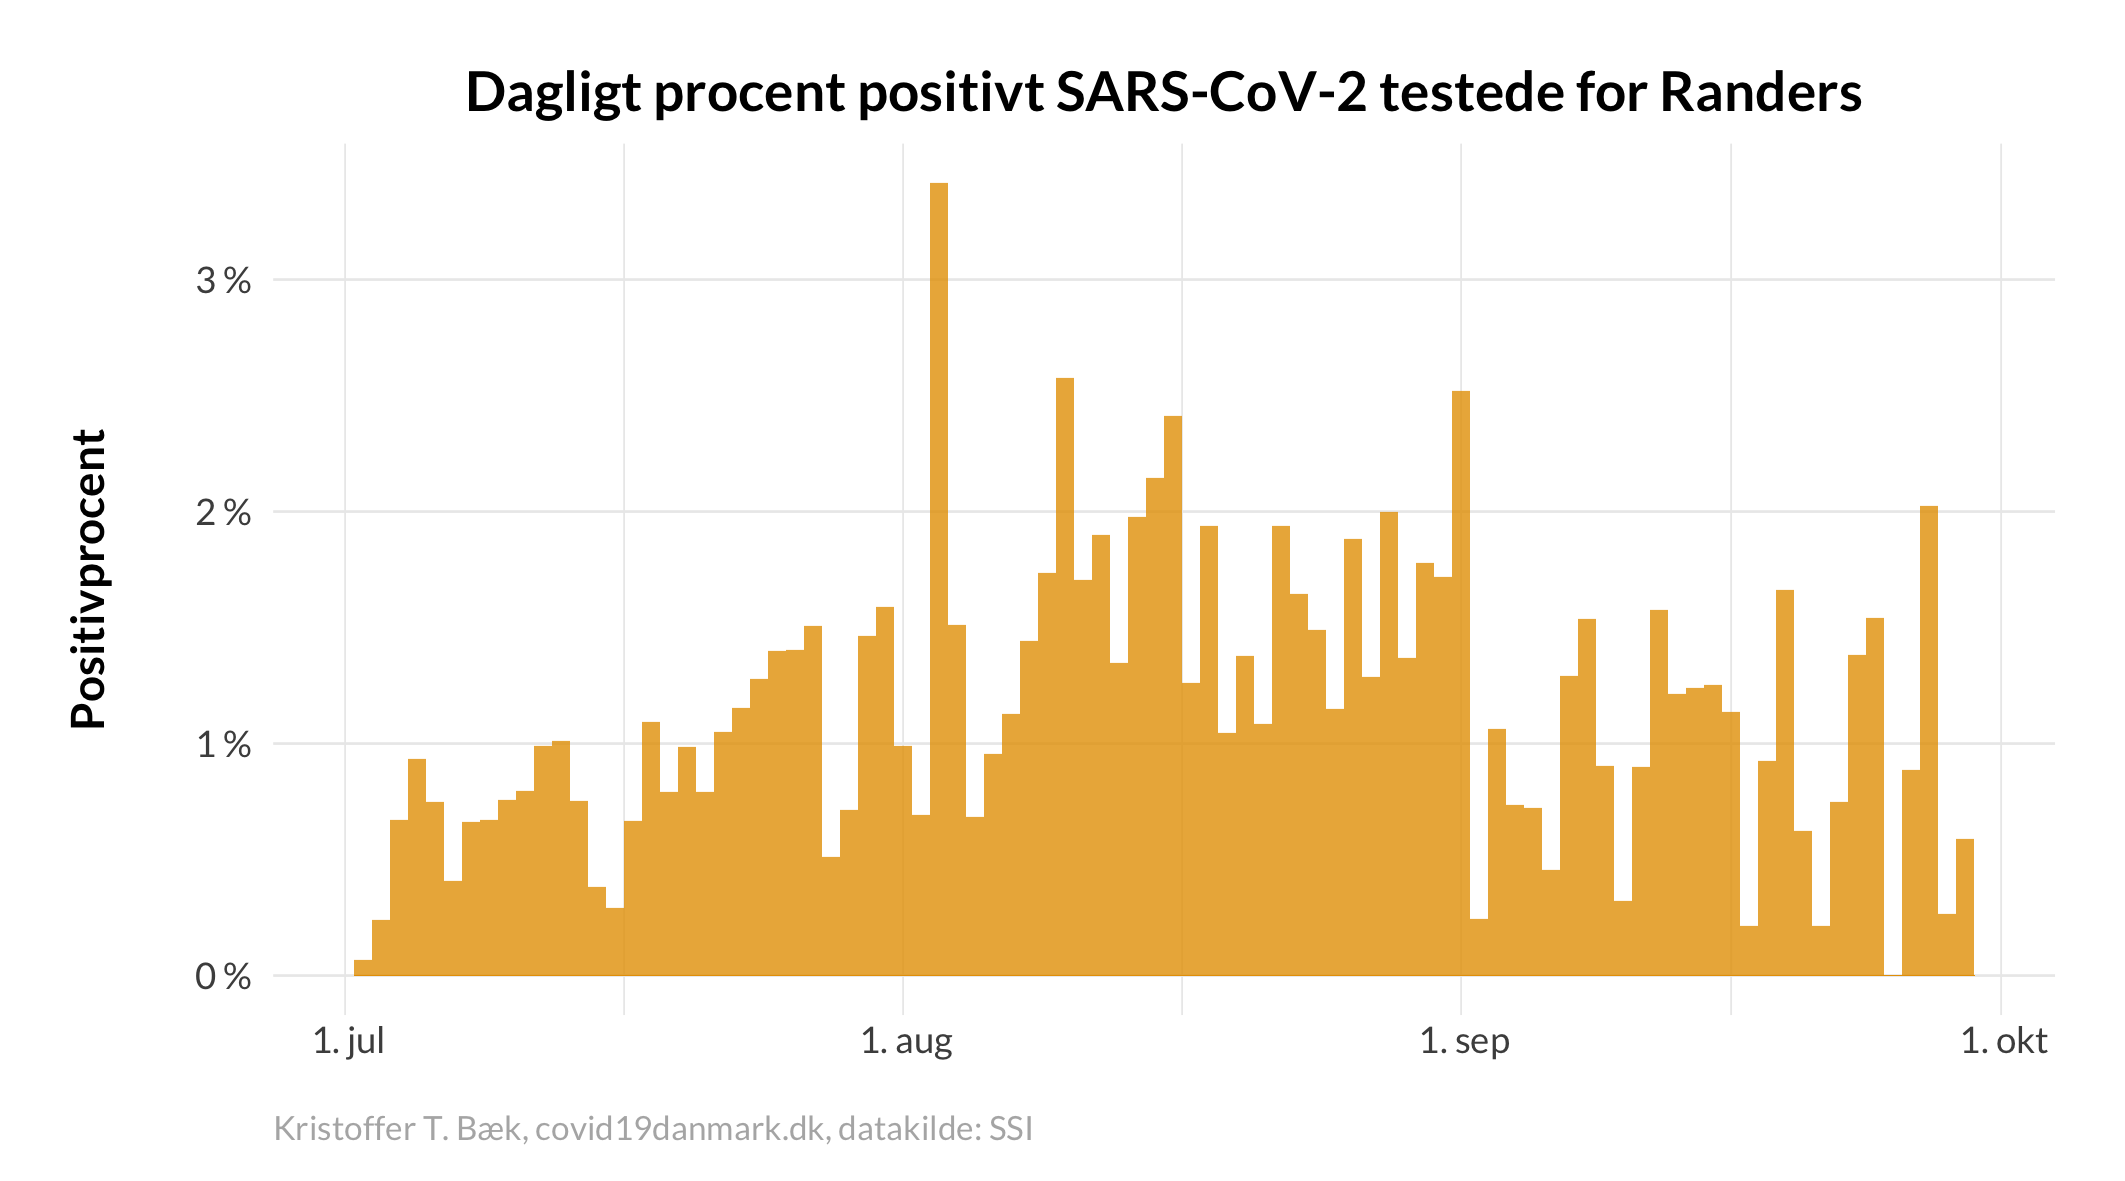 Dagligt procent positivt SARS-CoV-2 testede for Randers
Positivprocent
3 %
2 %
1 %
0 %
1. jul
1. aug
1. sep
1. okt
Kristoffer T. Bæk, covid19danmark.dk, datakilde: SSI